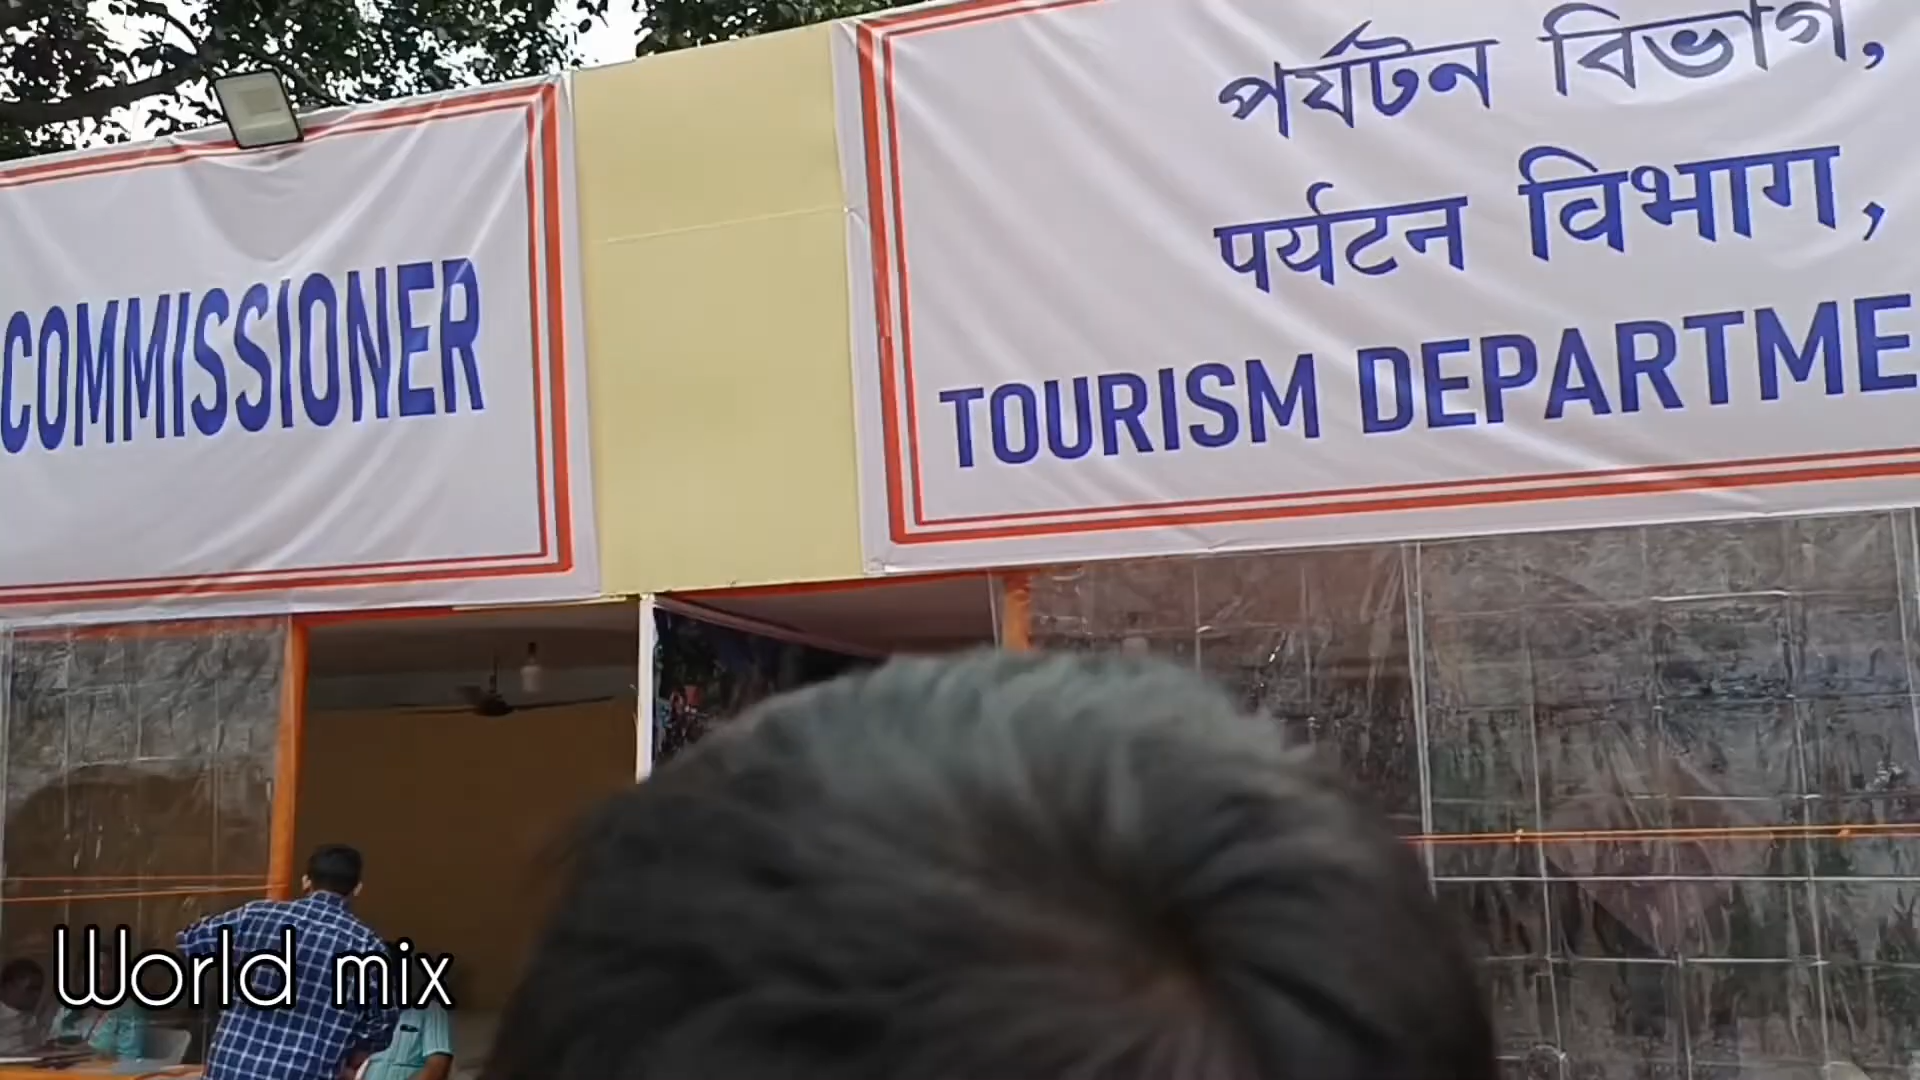 COMMISSIONER
পর্যটন বিভাগ,
पर्यटन विभाग,
TOURISM DEPARTME
World mix